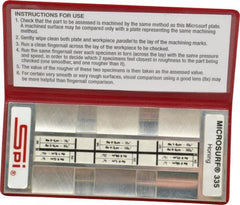 INSTRUCTIONS FOR USE
1. Check that the part to be assessed is machined by the same method as this Microsurf plate.
A machined surface may be compared only with a plate representing the same machining
method.
2. Gently wipe clean both plate and workpiece parallel to the lay of the machining marks.
3. Run a clean fingernail across the lay of the workpiece to be checked.
4. Run the same fingernail over each specimen in turn (across the lay) with the same pressure
and speed, in order to decide which 2 specimens feel closest in roughness to the part being
checked (one smoother, and one rougher).
5. The value of the rougher of these two specimens is then taken as the assessed value.
6. For certain very smooth or very rough surfaces, visual comparison using a good lens (8x) may
be more helpful than comparison with fingernail.
Spi
MICROSURF® 335
Honing